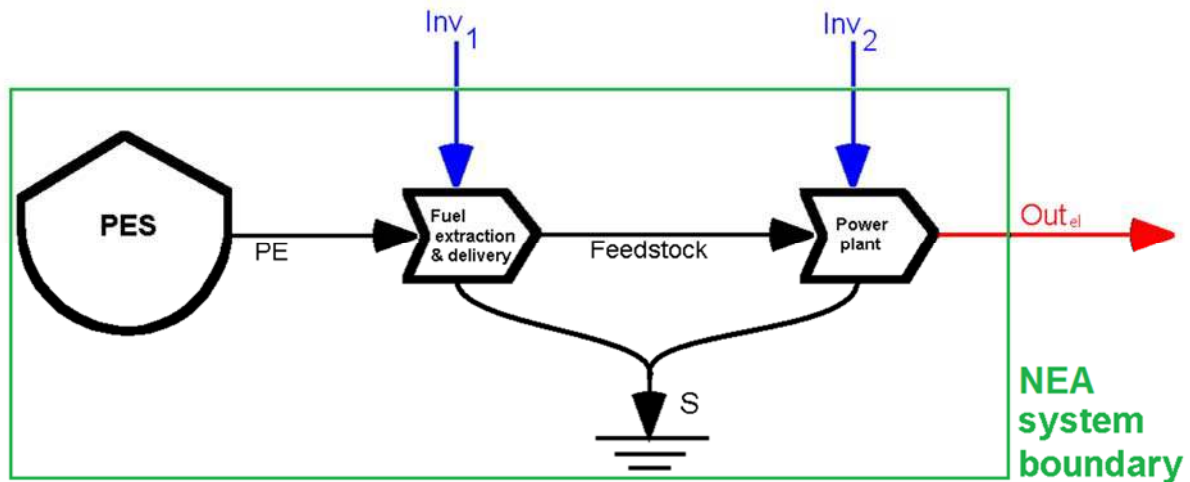 Inv1
Inv2
PES
PE
Fuel
extraction
& delivery
Feedstock
Power
plant
Outel
S
NEA
system
boundary